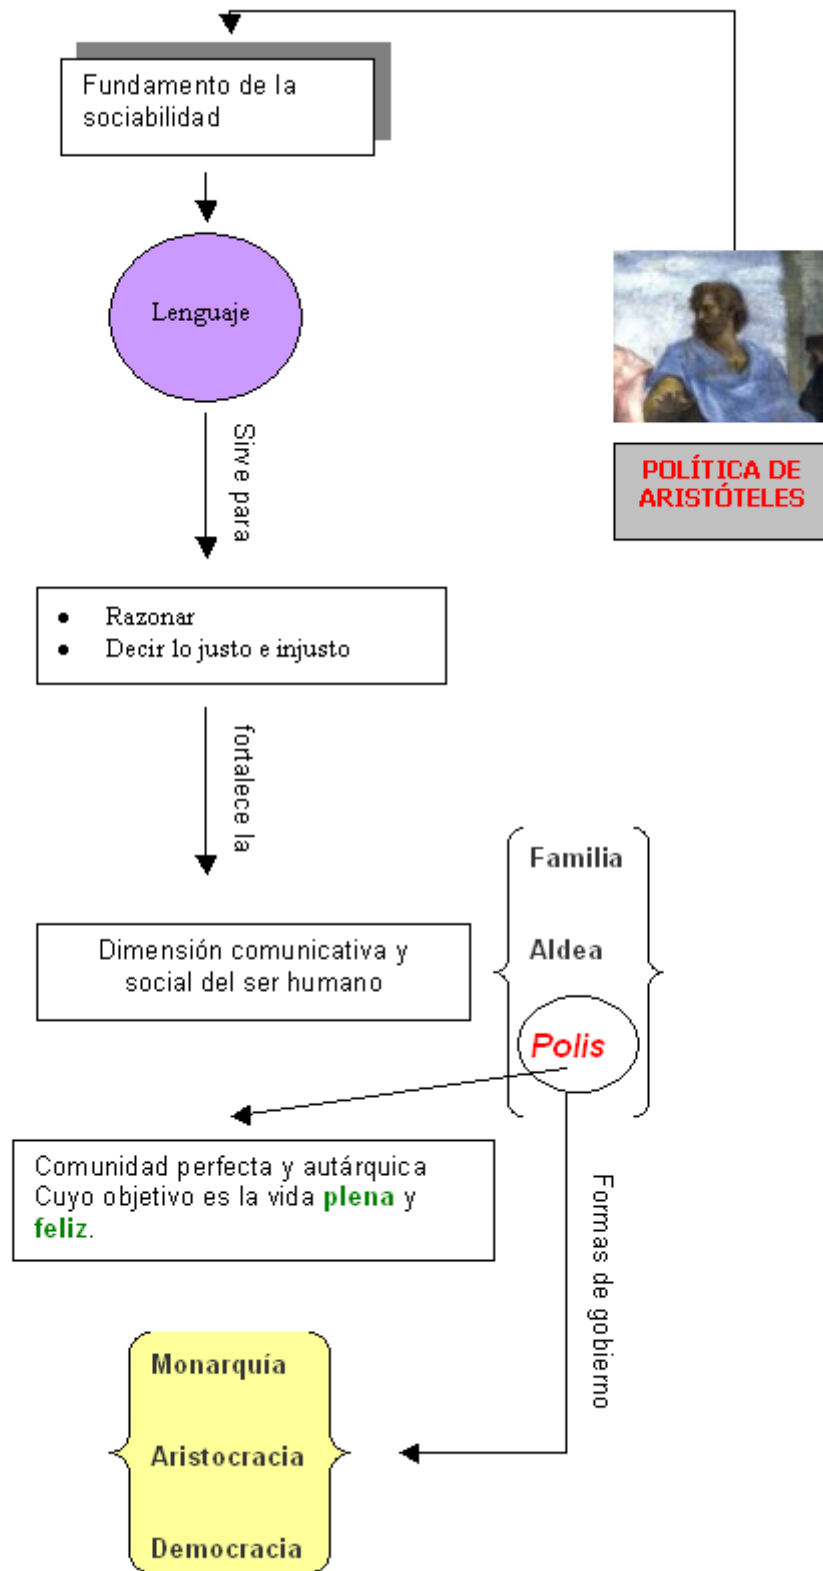 Fundamento de la
sociabilidad
Lenguaje
Sirve para
POLÍTICA DE
ARISTÓTELES
• Razonar
• Decir lo justo e injusto
fortalece la
Dimensión comunicativa y
social del ser humano
Familia
Aldea
Polis
Comunidad perfecta y autárquica
Cuyo objetivo es la vida plena y
feliz.
Formas de gobierno
Monarquía
Aristocracia
Democracia